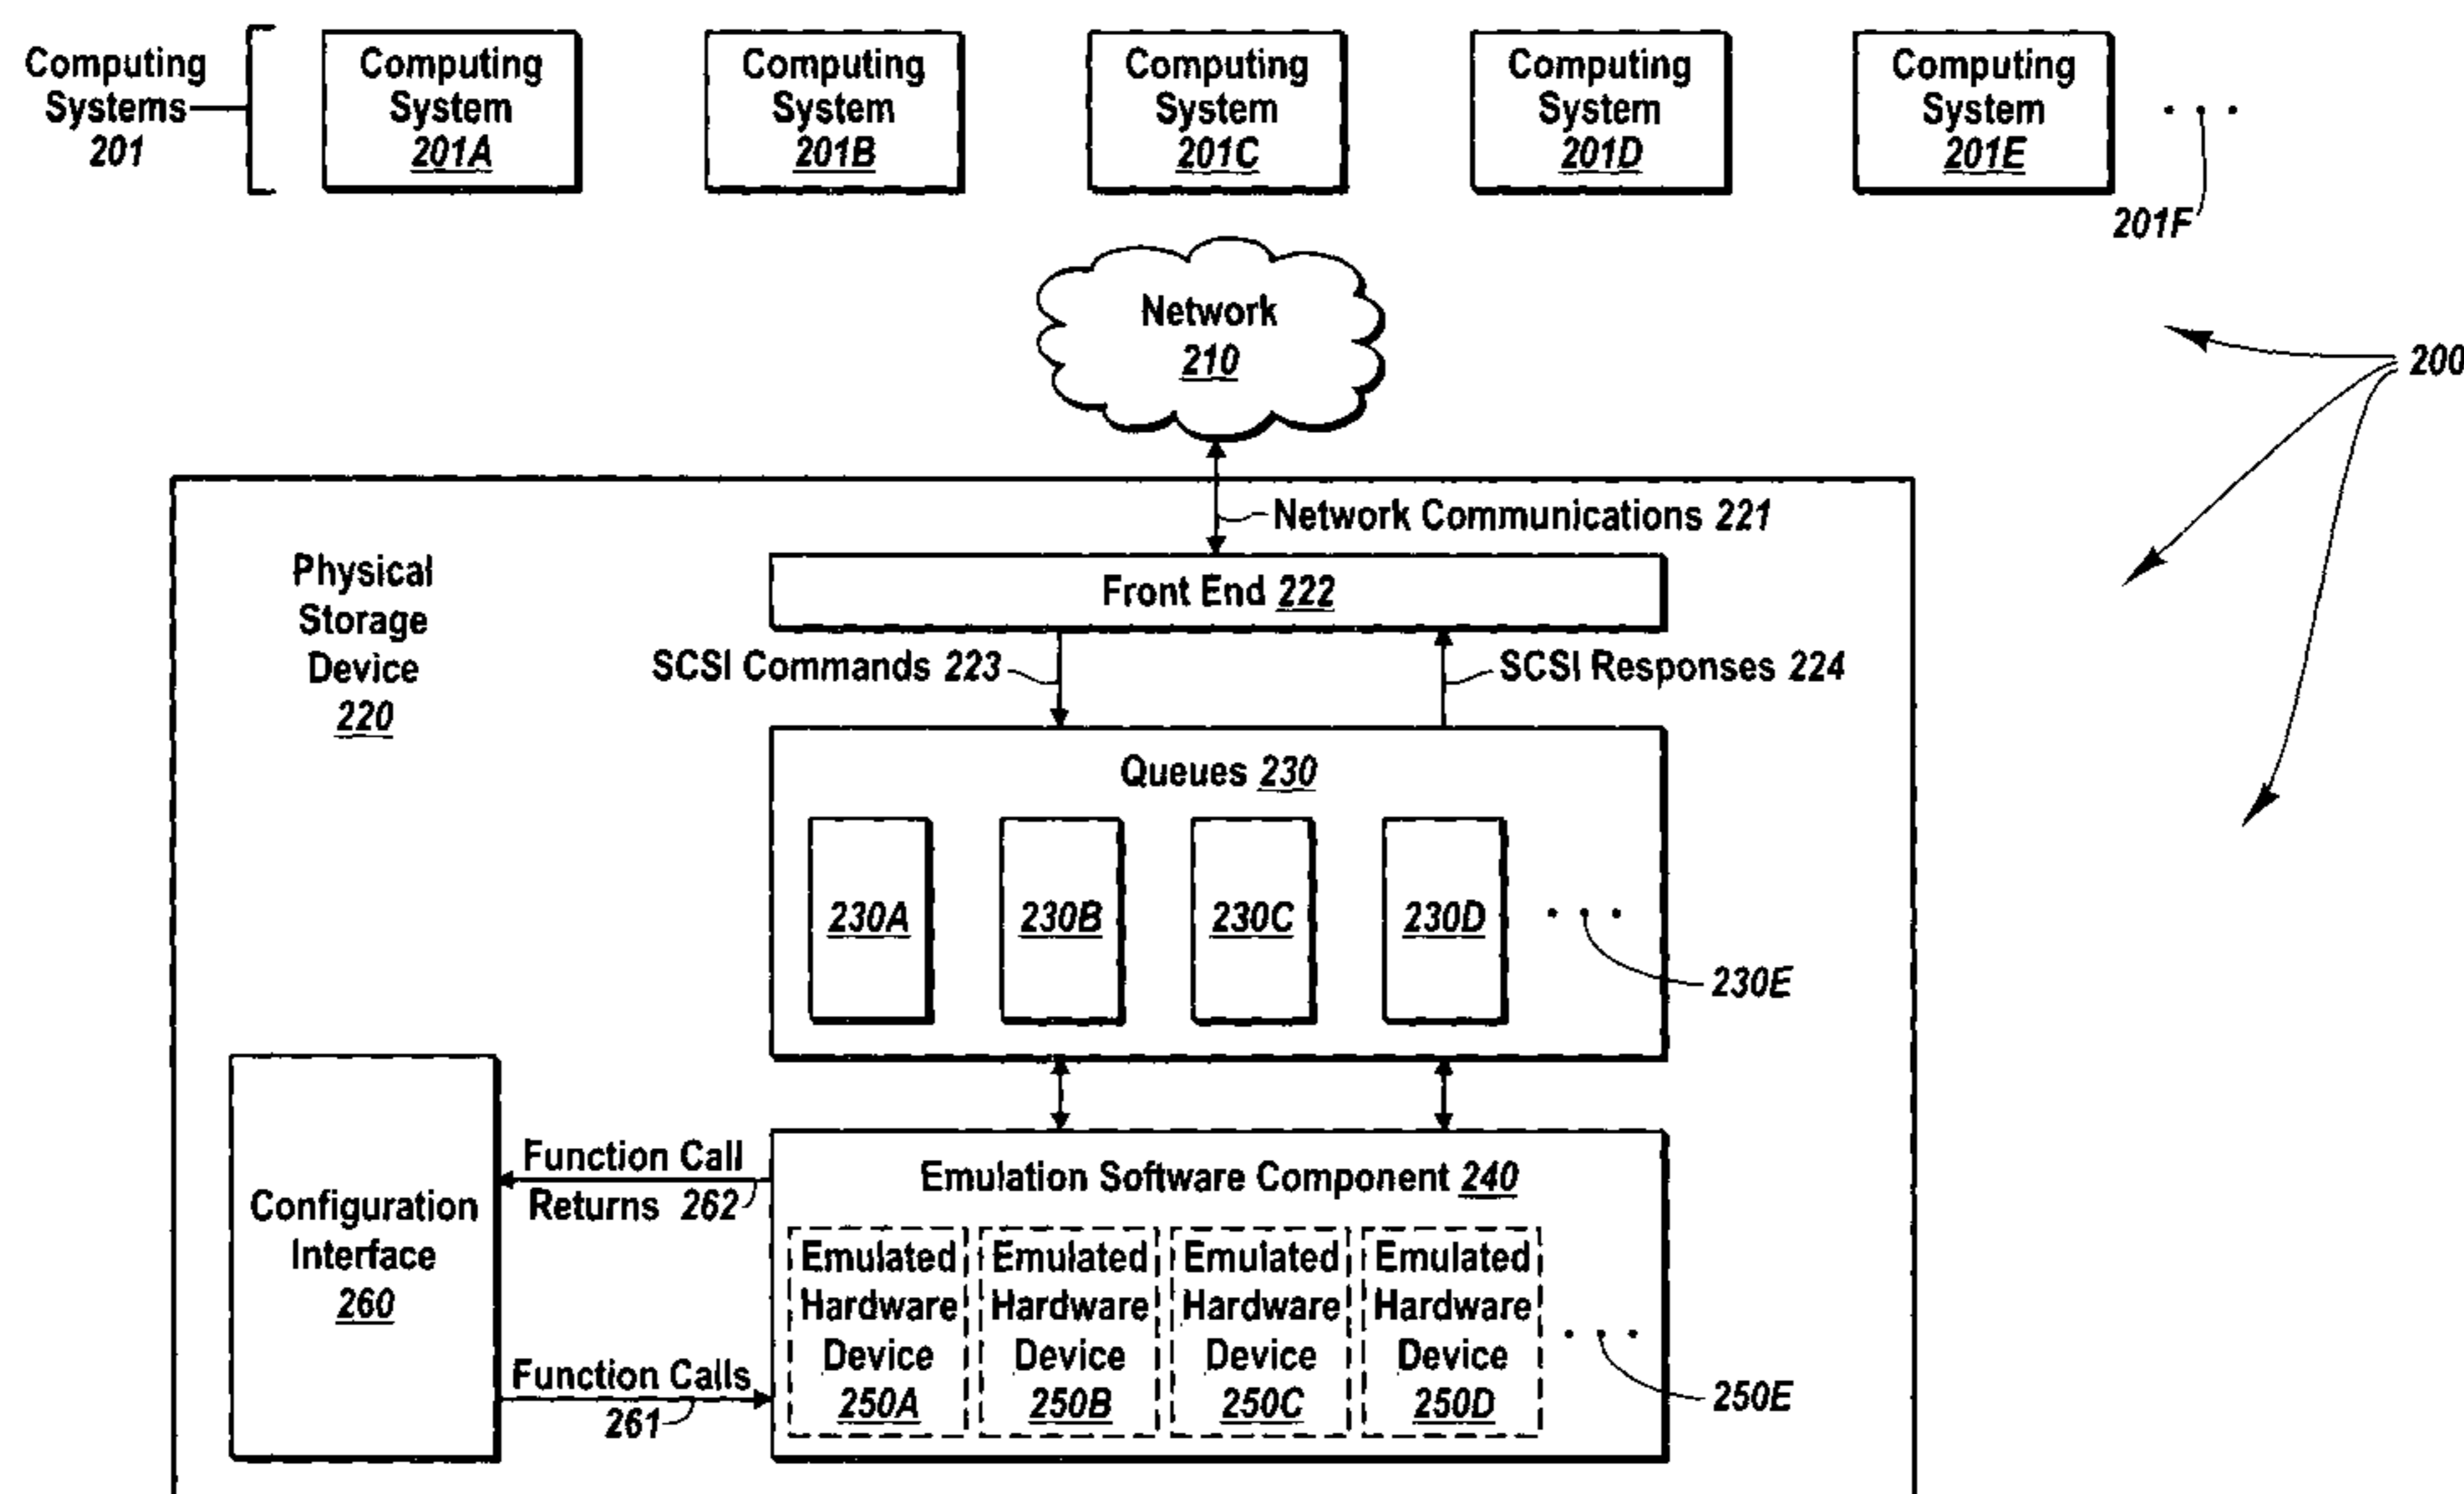 Computing
Systems
201
Computing
System
201A
Computing
System
201B
Computing
System
201C
Computing
System
201D
Computing
System
201E
201F
Network
210
200
Network Communications 221
Physical
Storage
Device
220
Front End 222
SCSI Commands 223
SCSI Responses 224
Queues 230
230A
230B
230C
230D
230E
Configuration
Interface
260
Function Call
Returns 262
Function Calls
261
Emulation Software Component 240
Emulated
Hardware
Device
250A
Emulated
Hardware
Device
250B
Emulated
Hardware
Device
250C
Emulated
Hardware
Device
250D
250E